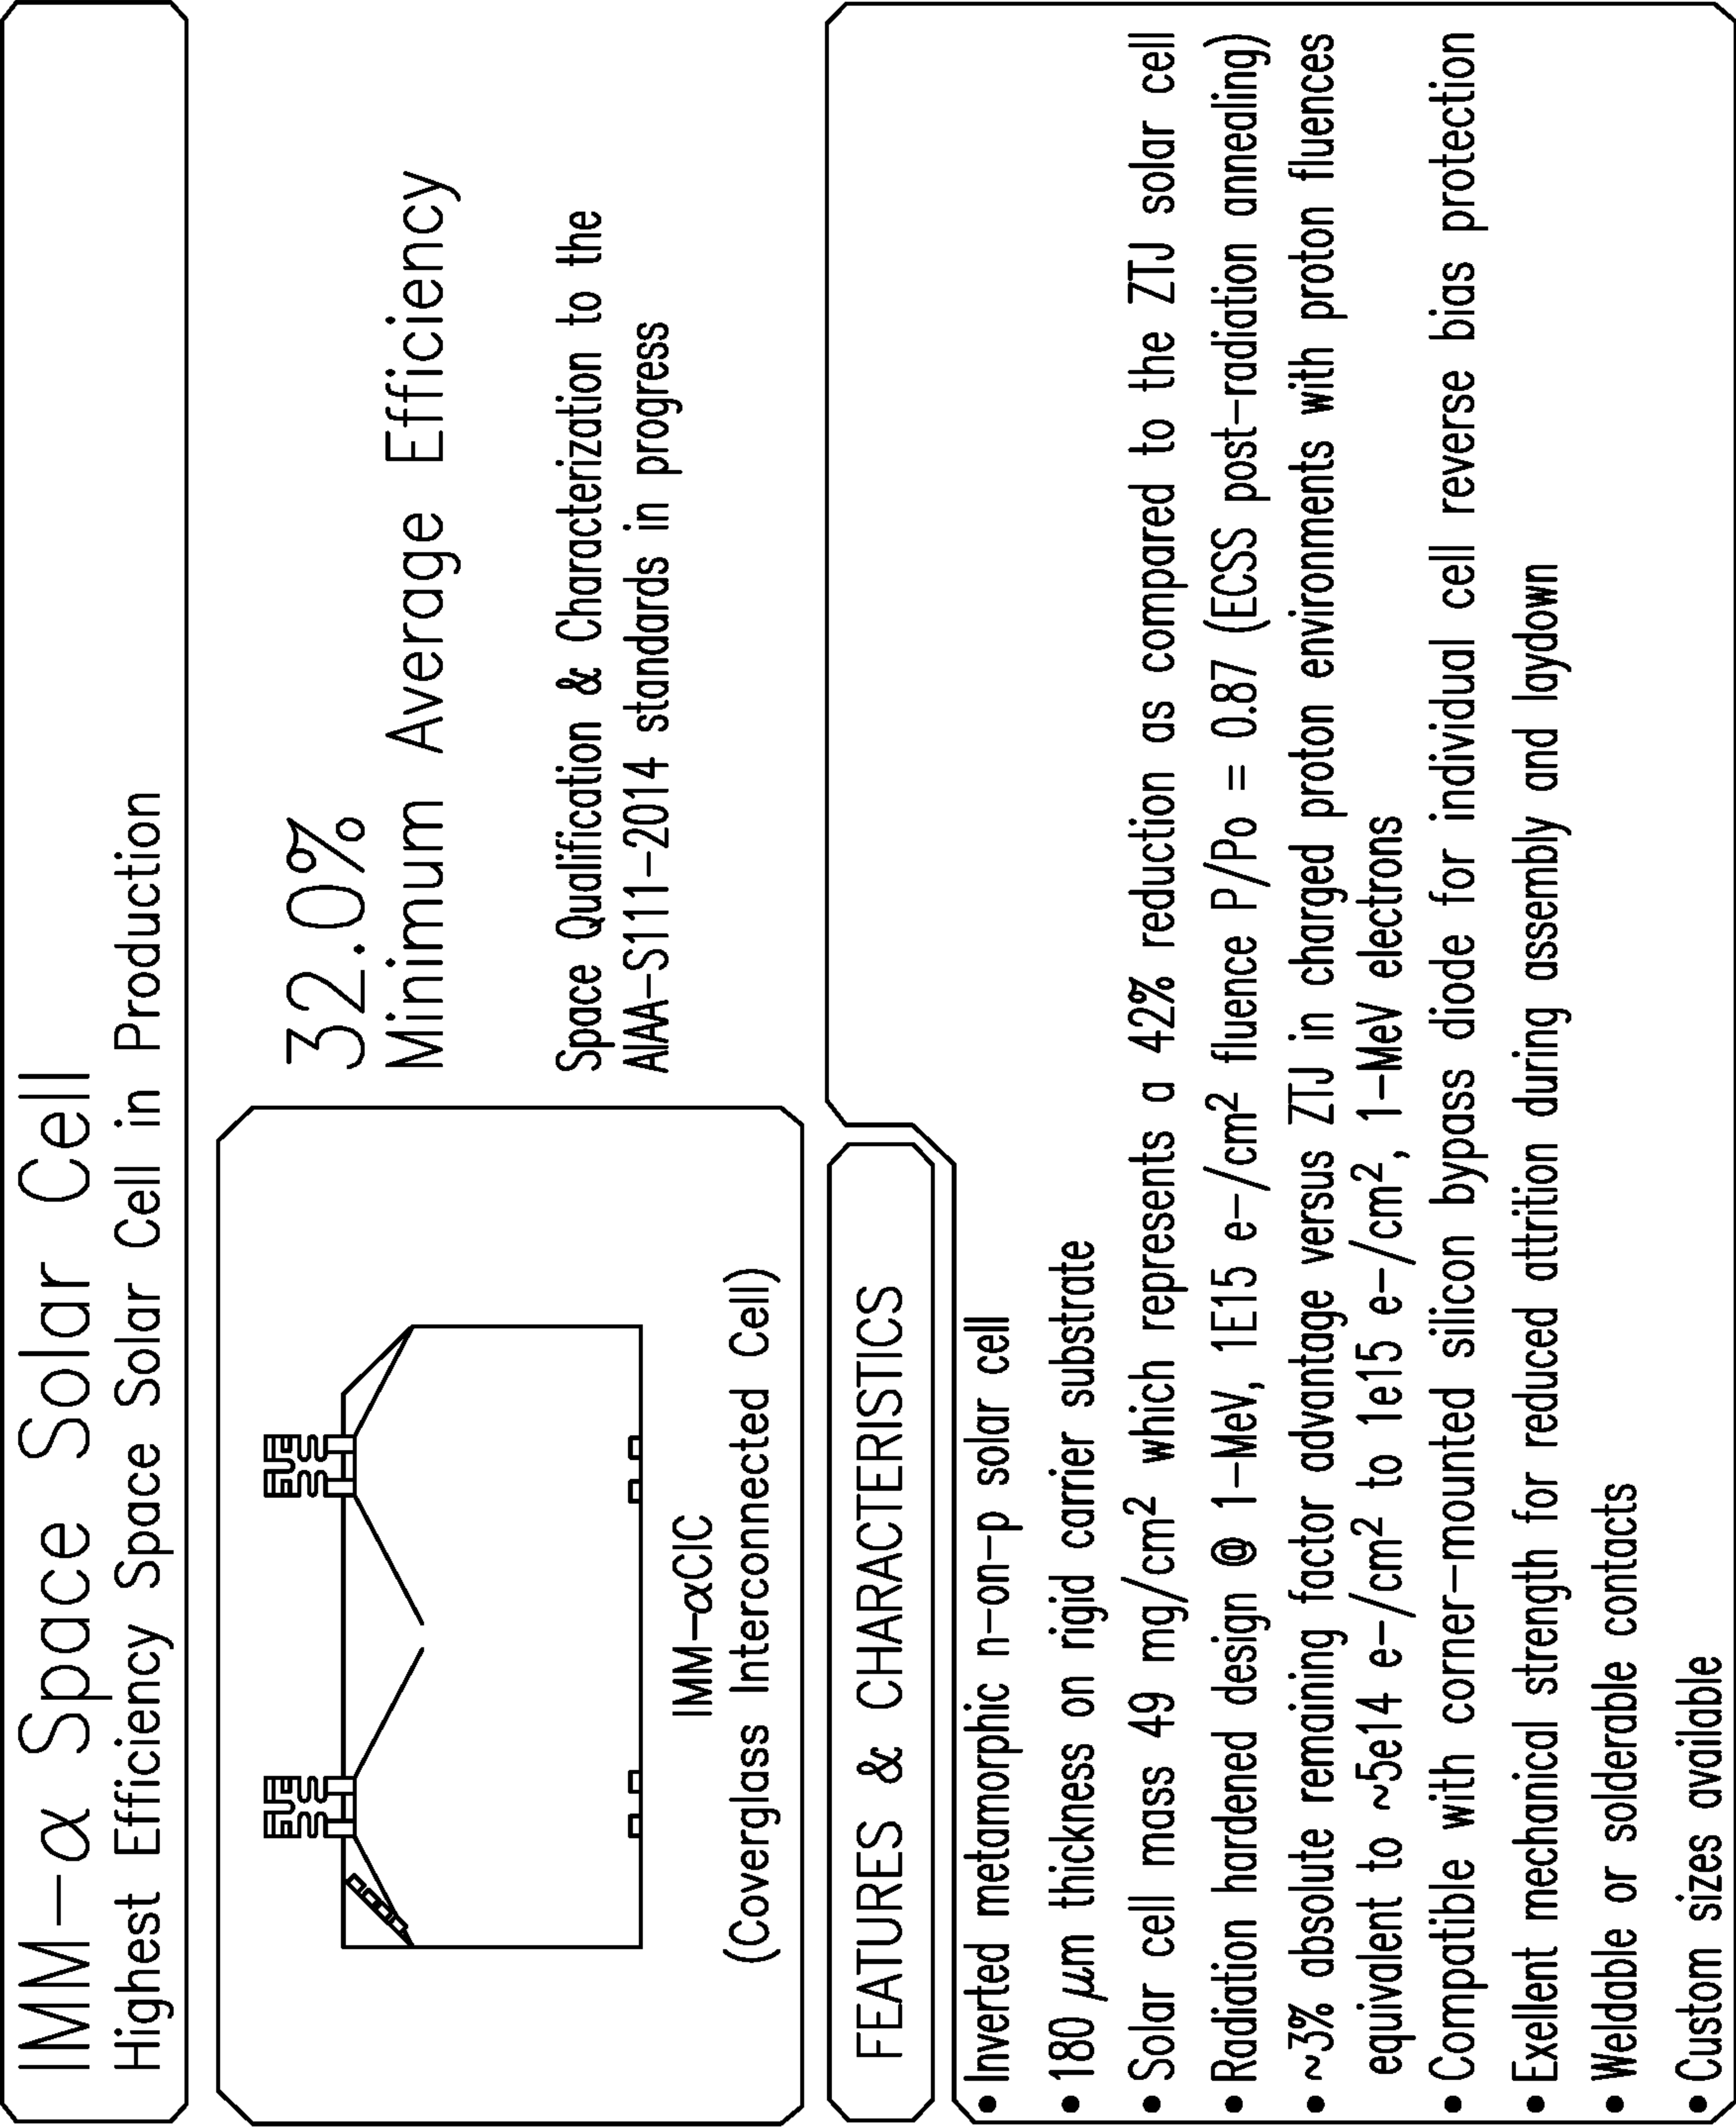 IMM-α Space Solar Cell
Highest Efficiency Space Solar Cell in Production
32.0%
Minimum Average Efficiency
Space Qualification & Characterization to the
AIAA-S111-2014 standards in progress
IMM-αCIC
(Coverglass Interconnected Cell)
FEATURES & CHARACTERISTICS
• Inverted metamorphic n-on-p solar cell
• 180 μm thickness on rigid carrier substrate
• Solar cell mass 49 mg/cm² which represents a 42% reduction as compared to the ZTJ solar cell
• Radiation hardened design @ 1-MeV, 1E15 e-/cm² fluence P/Po = 0.87 (ECSS post-radiation annealing)
• ~3% absolute remaining factor advantage versus ZTJ in charged proton environments with proton fluences
equivalent to ~5e14 e-/cm² to 1e15 e-/cm², 1-MeV electrons
• Compatible with corner-mounted silicon bypass diode for individual cell reverse bias protection
• Exellent mechanical strength for reduced attrition during assembly and laydown
• Weldable or solderable contacts
• Custom sizes available